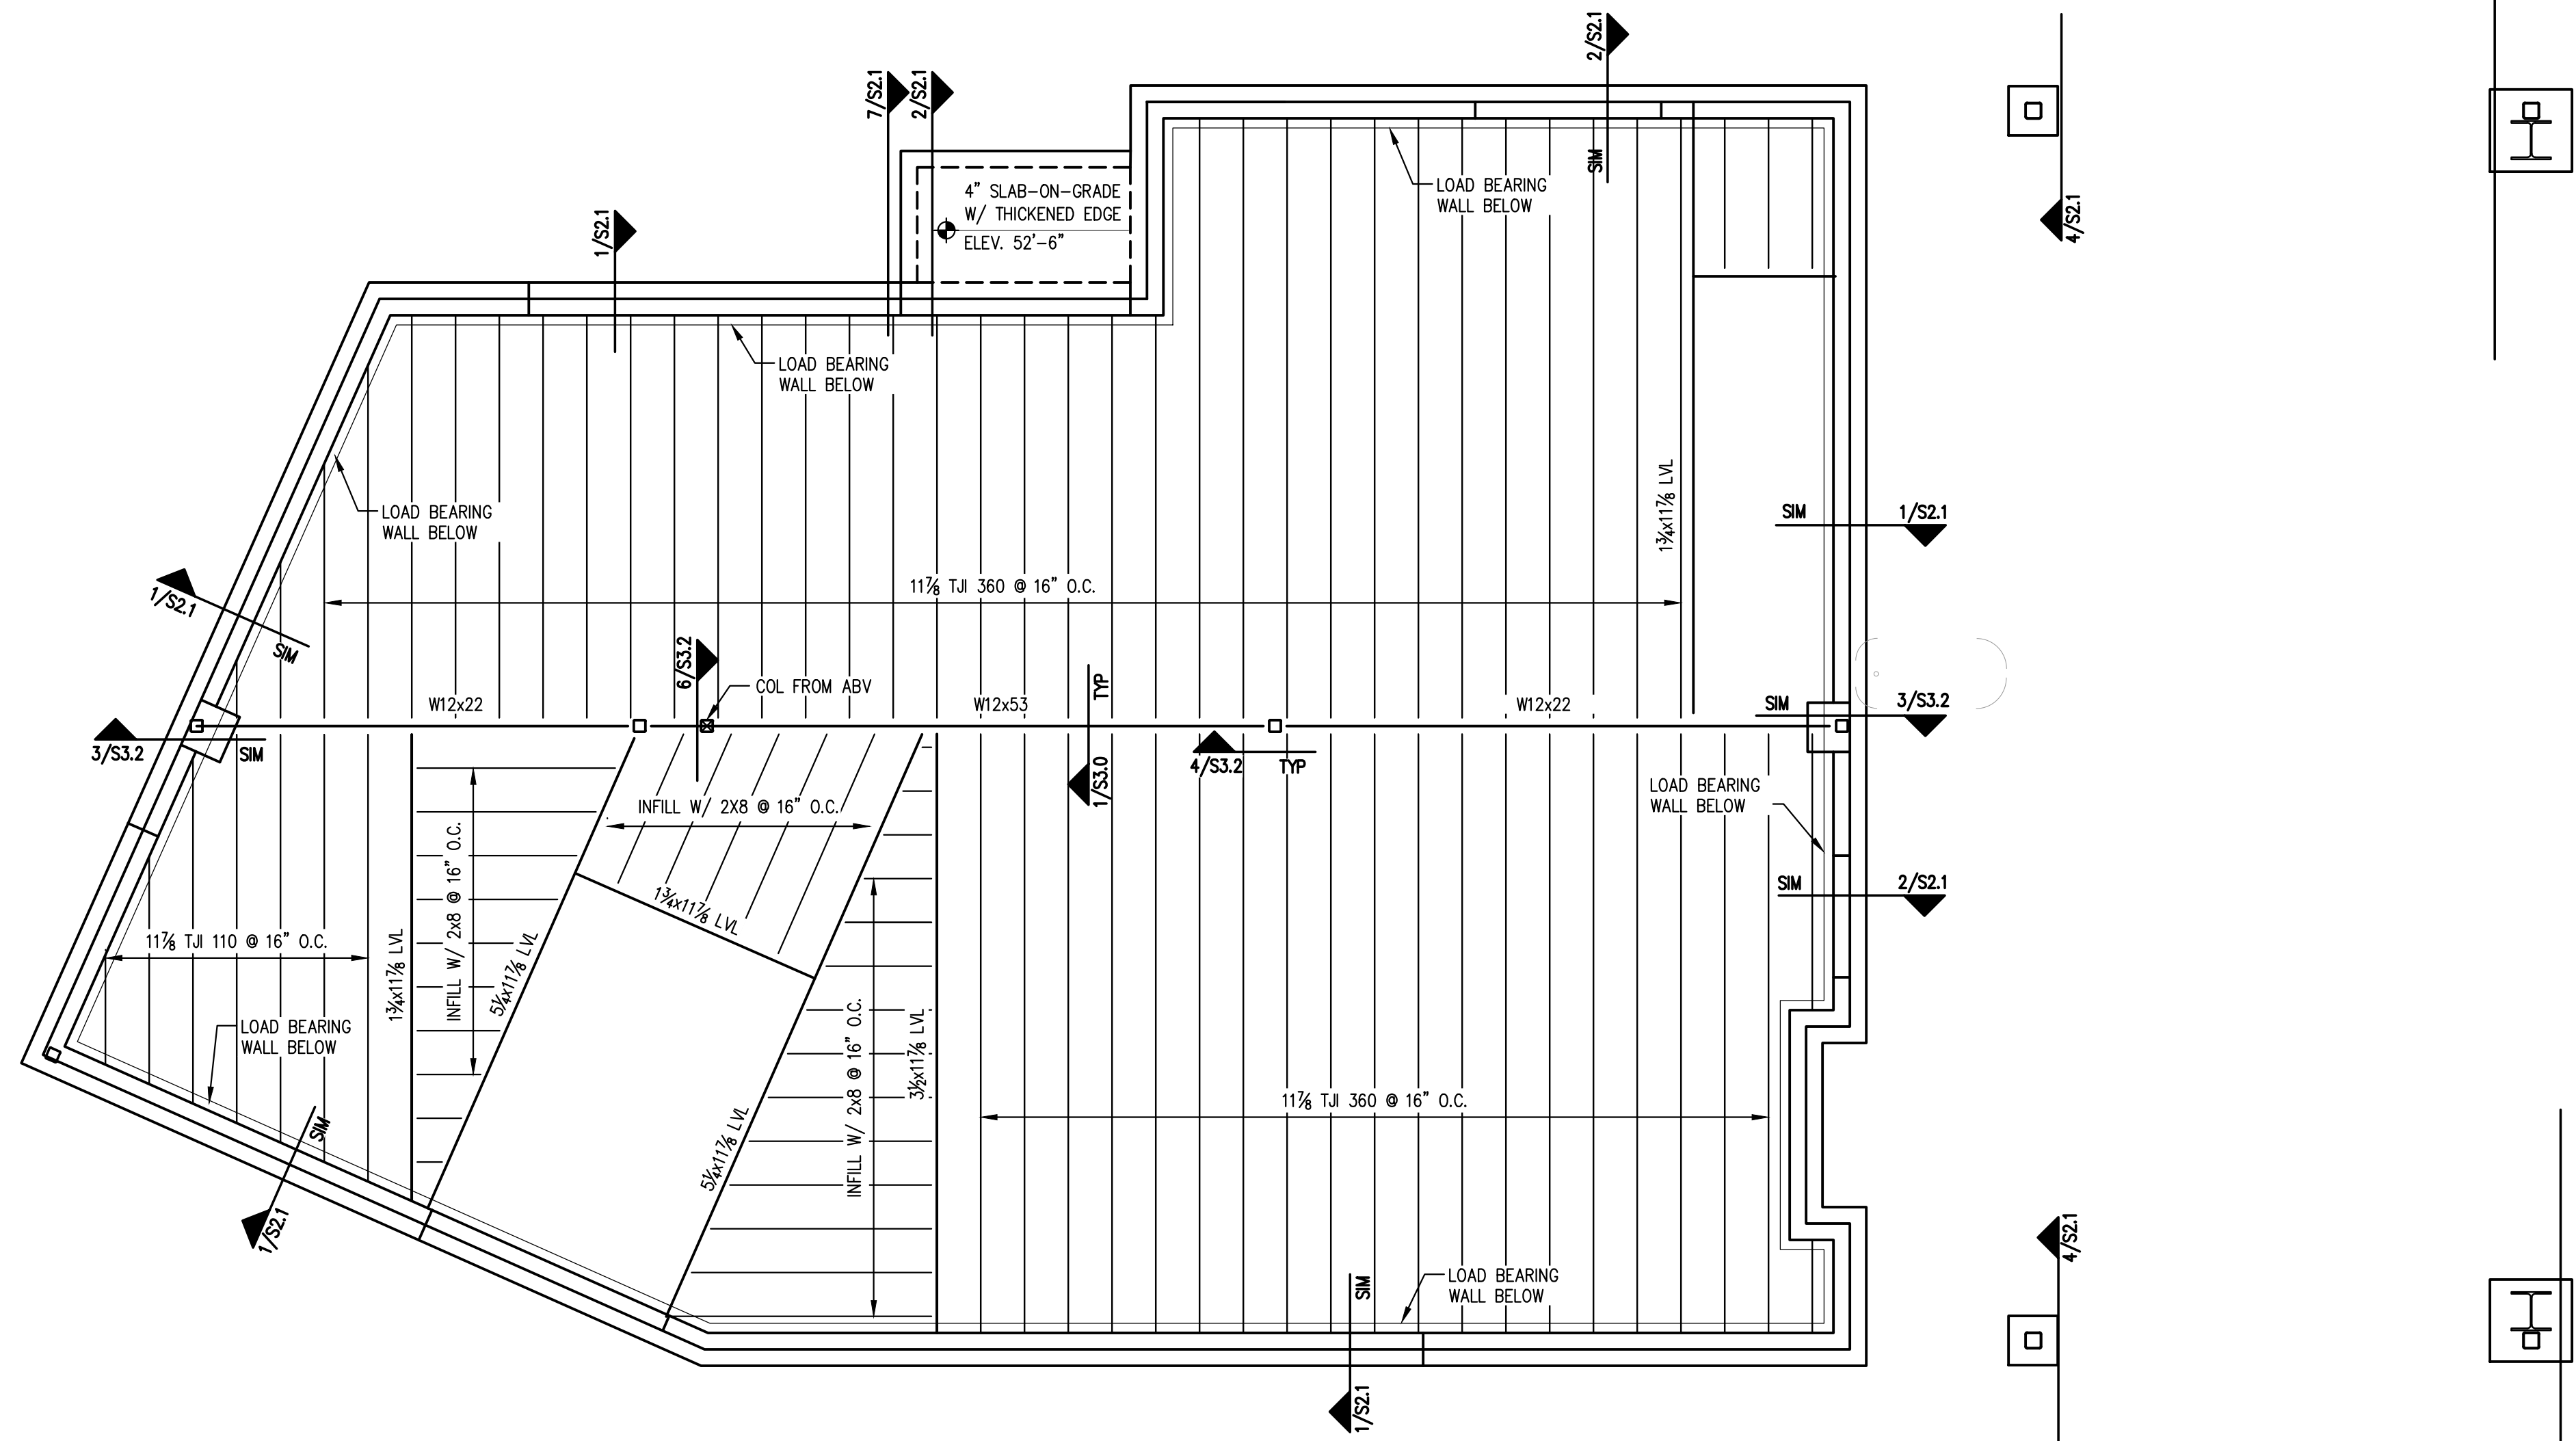 2/S2.1
SIM
7/S2.1
2/S2.1
4" SLAB-ON-GRADE
W/ THICKENED EDGE
ELEV. 52'-6"
LOAD BEARING
WALL BELOW
4/S2.1
1/S2.1
LOAD BEARING
WALL BELOW
LOAD BEARING
WALL BELOW
1¾x11⅞ LVL
SIM
1/S2.1
11⅞ TJI 360 @ 16" O.C.
1/S2.1
SIM
6/S3.2
COL FROM ABV
TYP
1/S3.0
W12x22
W12x53
W12x22
SIM
3/S3.2
3/S3.2
SIM
4/S3.2
TYP
LOAD BEARING
WALL BELOW
INFILL W/ 2X8 @ 16" O.C.
INFILL W/ 2x8 @ 16" O.C.
1¾x11⅞ LVL
SIM
2/S2.1
11⅞ TJI 110 @ 16" O.C.
1¾x11⅞ LVL
5¼x11⅞ LVL
LOAD BEARING
WALL BELOW
INFILL W/ 2x8 @ 16" O.C.
3½x11⅞ LVL
5¼x11⅞ LVL
11⅞ TJI 360 @ 16" O.C.
SIM
1/S2.1
LOAD BEARING
WALL BELOW
SIM
1/S2.1
4/S2.1